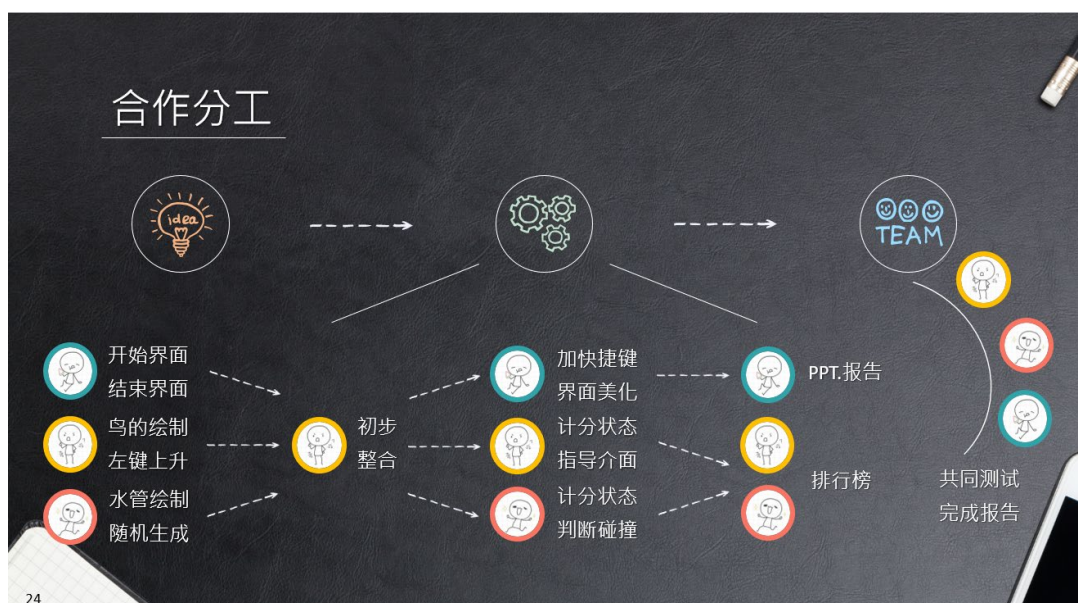 合作分工
idea
TEAM
开始界面
结束界面
鸟的绘制
左键上升
水管绘制
随机生成
初步
整合
加快捷键
界面美化
计分状态
指导介面
计分状态
判断碰撞
PPT.报告
排行榜
共同测试
完成报告
24